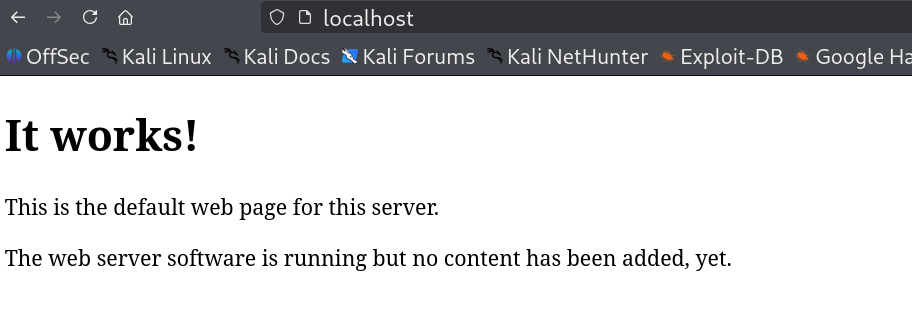 localhost
OffSec Kali Linux Kali Docs Kali Forums Kali NetHunter Exploit-DB Google Ha
It works!
This is the default web page for this server.
The web server software is running but no content has been added, yet.